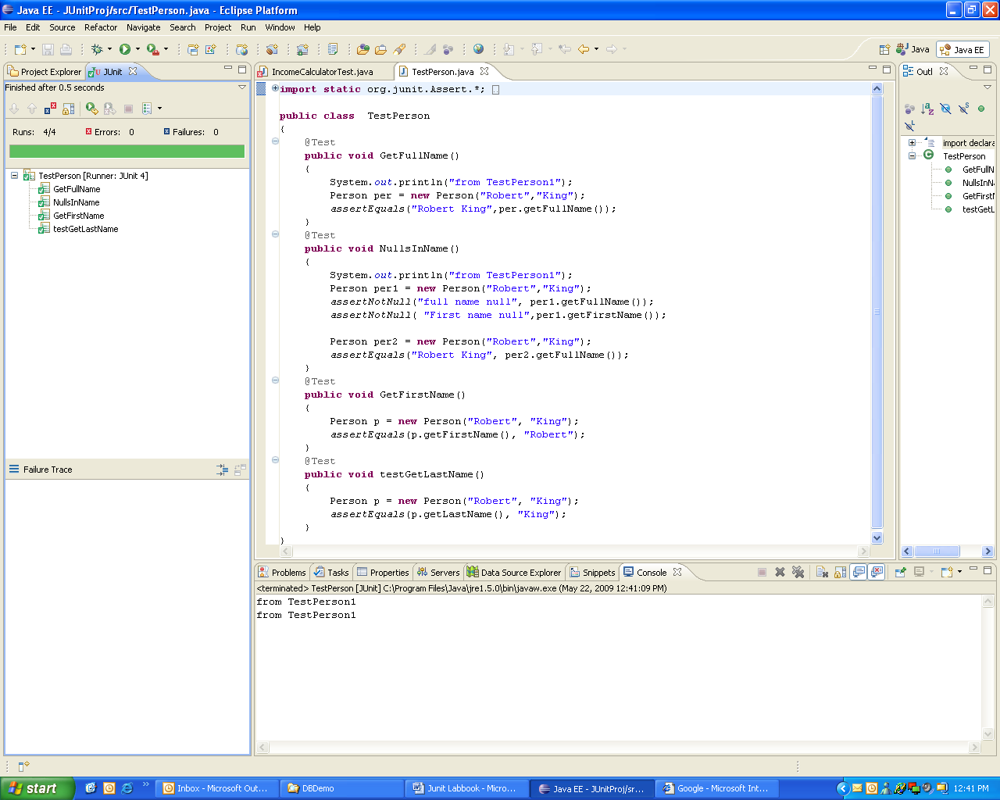 Java EE - JUnitProj/src/TestPerson.java - Eclipse Platform
File Edit Source Refactor Navigate Search Project Run Window Help
Java Java EE
Project Explorer JUnit
Finished after 0.5 seconds
Runs: 4/4 Errors: 0 Failures: 0
TestPerson [Runner: JUnit 4]
GetFullName
NullsInName
GetFirstName
testGetLastName
Failure Trace
IncomeCalculatorTest.java TestPerson.java
import static org.junit.Assert.*;
public class TestPerson
{
@Test
public void GetFullName()
{
System.out.println("from TestPerson1");
Person per = new Person("Robert","King");
assertEquals("Robert King",per.getFullName());
}
@Test
public void NullsInName()
{
System.out.println("from TestPerson1");
Person per1 = new Person("Robert","King");
assertNotNull("full name null", per1.getFullName());
assertNotNull( "First name null",per1.getFirstName());
Person per2 = new Person("Robert","King");
assertEquals("Robert King", per2.getFullName());
}
@Test
public void GetFirstName()
{
Person p = new Person("Robert", "King");
assertEquals(p.getFirstName(), "Robert");
}
@Test
public void testGetLastName()
{
Person p = new Person("Robert", "King");
assertEquals(p.getLastName(), "King");
}
}
Outl
import declara
TestPerson
GetFullN
NullsInN
GetFirstN
testGetL
Problems Tasks Properties Servers Data Source Explorer Snippets Console
<terminated> TestPerson [JUnit] C:\Program Files\Java\jre1.5.0\bin\javaw.exe (May 22, 2009 12:41:09 PM)
from TestPerson1
from TestPerson1
start Inbox - Microsoft Out... DBDemo Junit Labbook - Micro... Java EE - JUnitProj/sr... Google - Microsoft Int... 12:41 PM